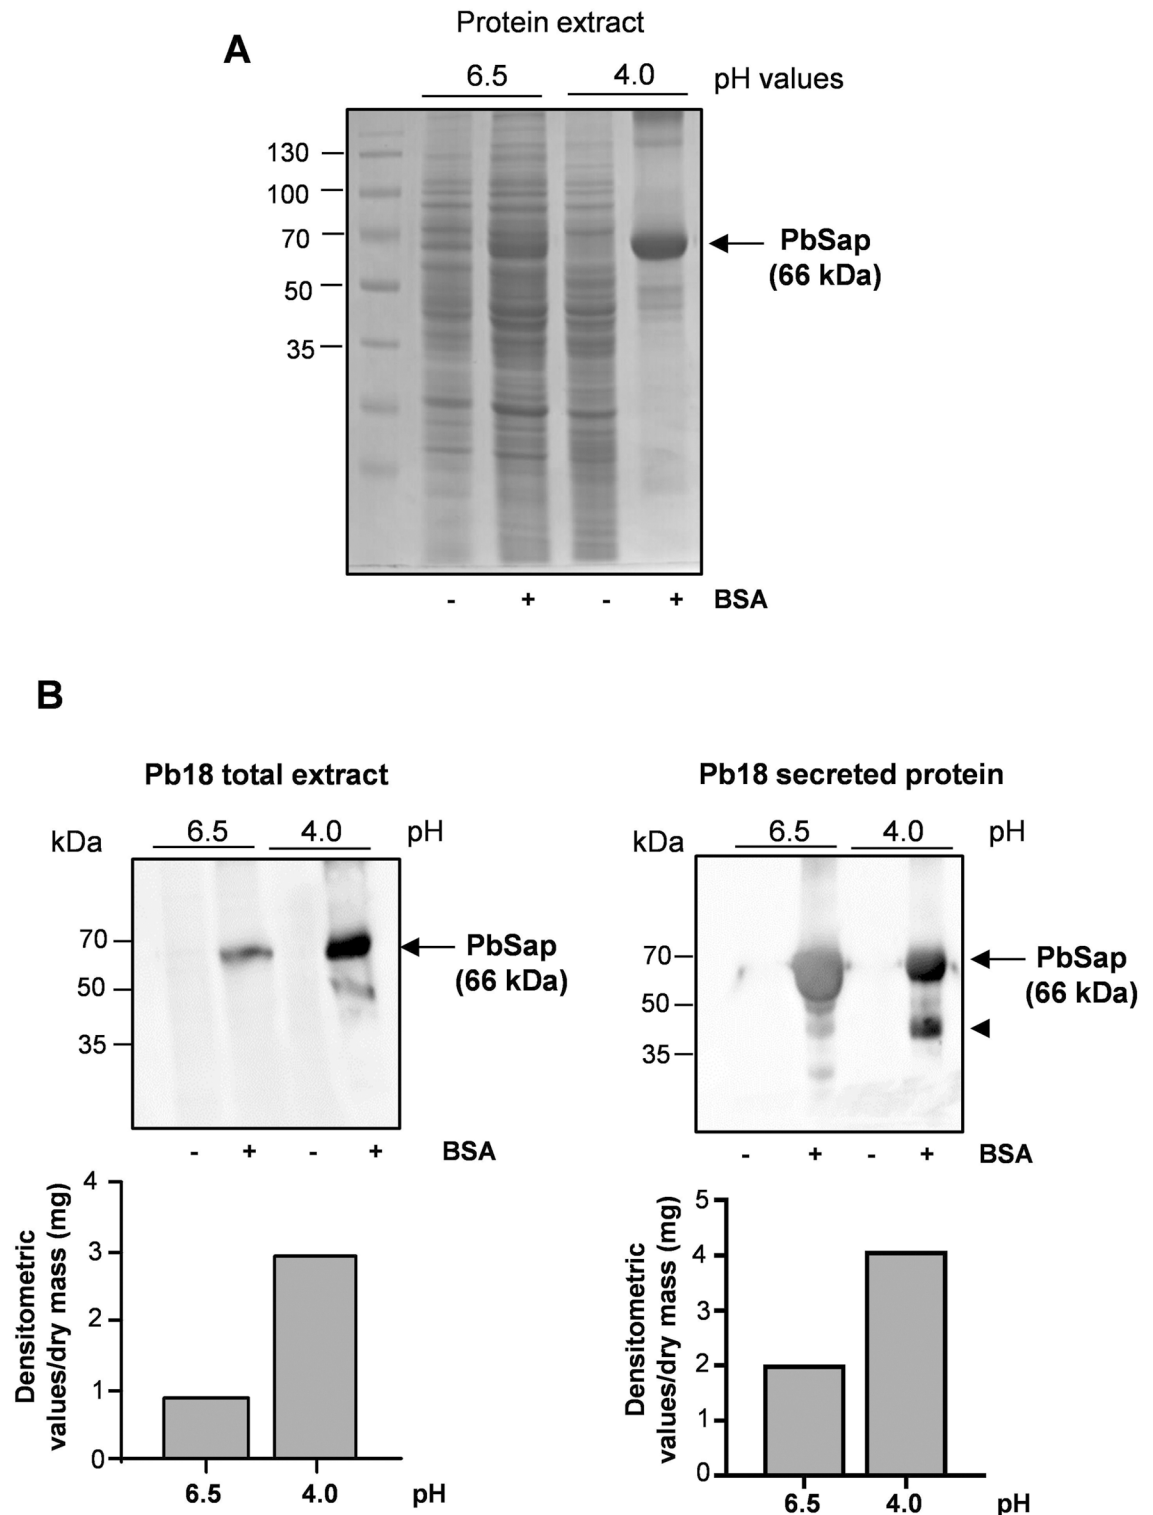 A
Protein extract
6.5 4.0 pH values
130
100
70
50
35
PbSap
(66 kDa)
- + - + BSA
B
Pb18 total extract
kDa 6.5 4.0 pH
70
50
35
PbSap
(66 kDa)
- + - + BSA
4
3
2
1
0
Densitometric
values/dry mass (mg)
6.5 4.0 pH
Pb18 secreted protein
kDa 6.5 4.0 pH
70
50
35
PbSap
(66 kDa)
- + - + BSA
5
4
3
2
1
0
Densitometric
values/dry mass (mg)
6.5 4.0 pH